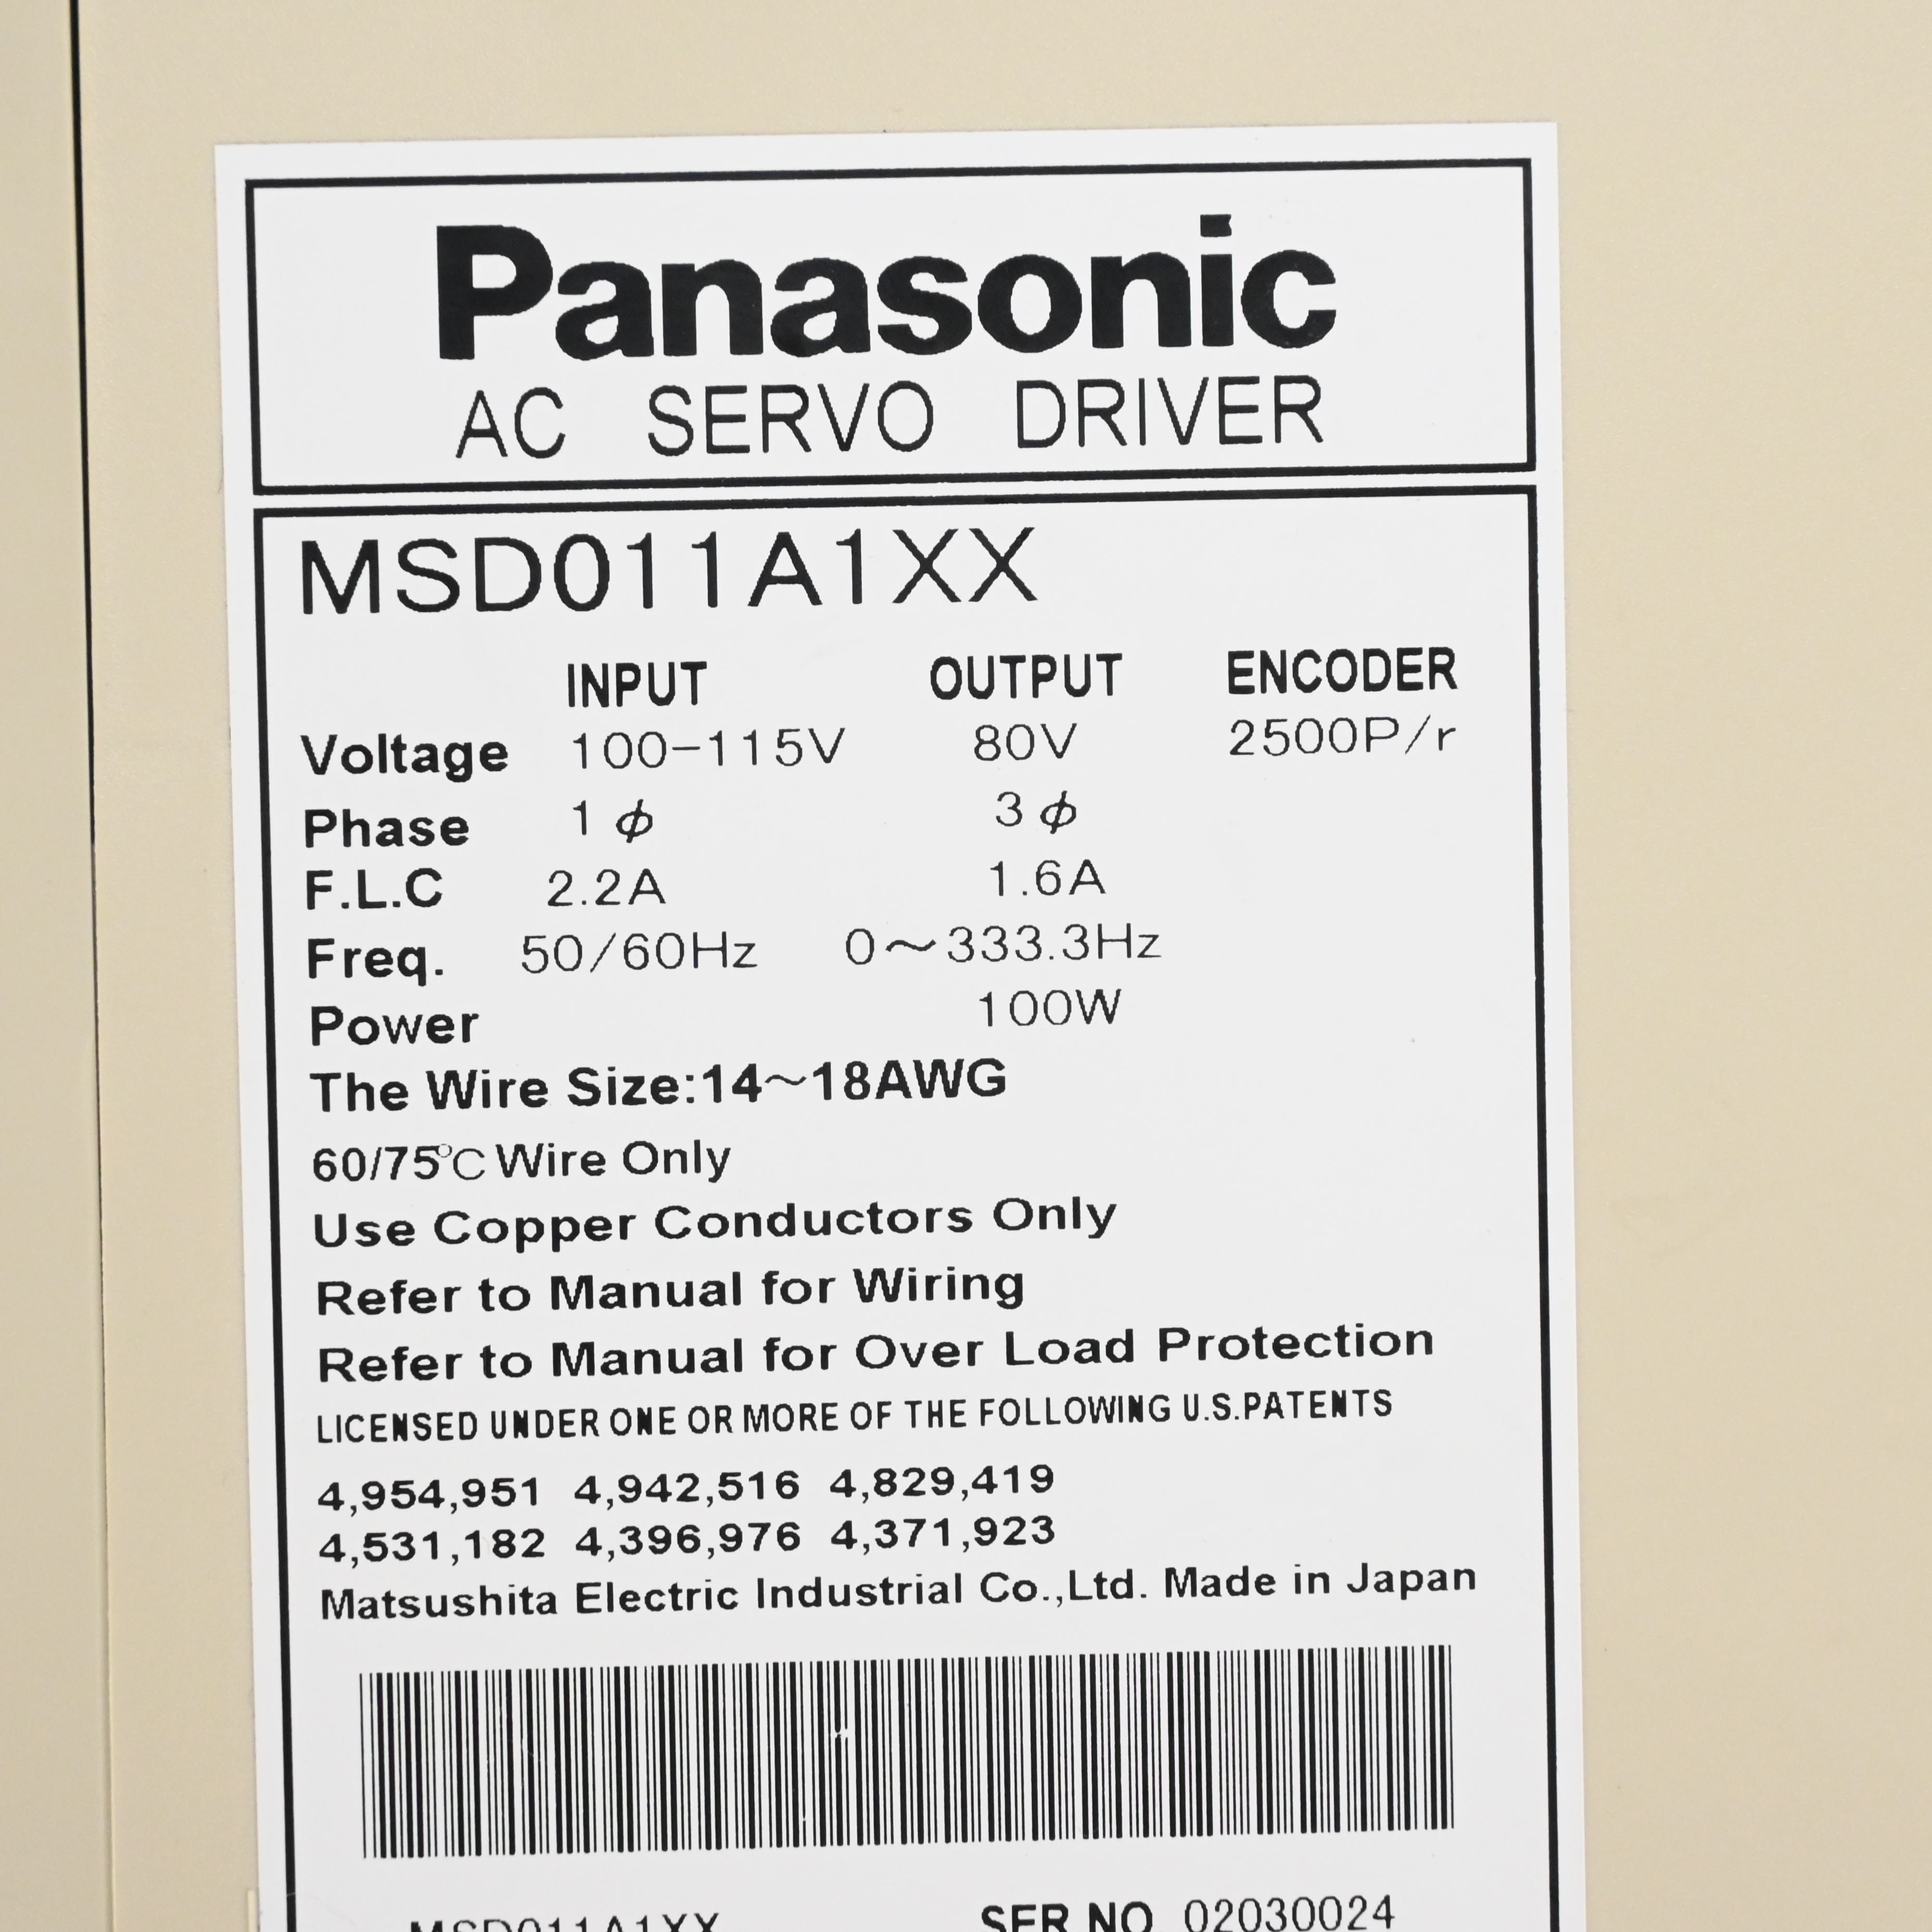 Panasonic
AC SERVO DRIVER
MSD011A1XX
INPUT OUTPUT ENCODER
Voltage 100-115V 80V 2500P/r
Phase 1 ϕ 3 ϕ
F.L.C 2.2A 1.6A
Freq. 50/60Hz 0～333.3Hz
Power 100W
The Wire Size:14～18AWG
60/75℃ Wire Only
Use Copper Conductors Only
Refer to Manual for Wiring
Refer to Manual for Over Load Protection
LICENSED UNDER ONE OR MORE OF THE FOLLOWING U.S.PATENTS
4,954,951 4,942,516 4,829,419
4,531,182 4,396,976 4,371,923
Matsushita Electric Industrial Co.,Ltd. Made in Japan
MSD011A1XX SER NO. 02030024